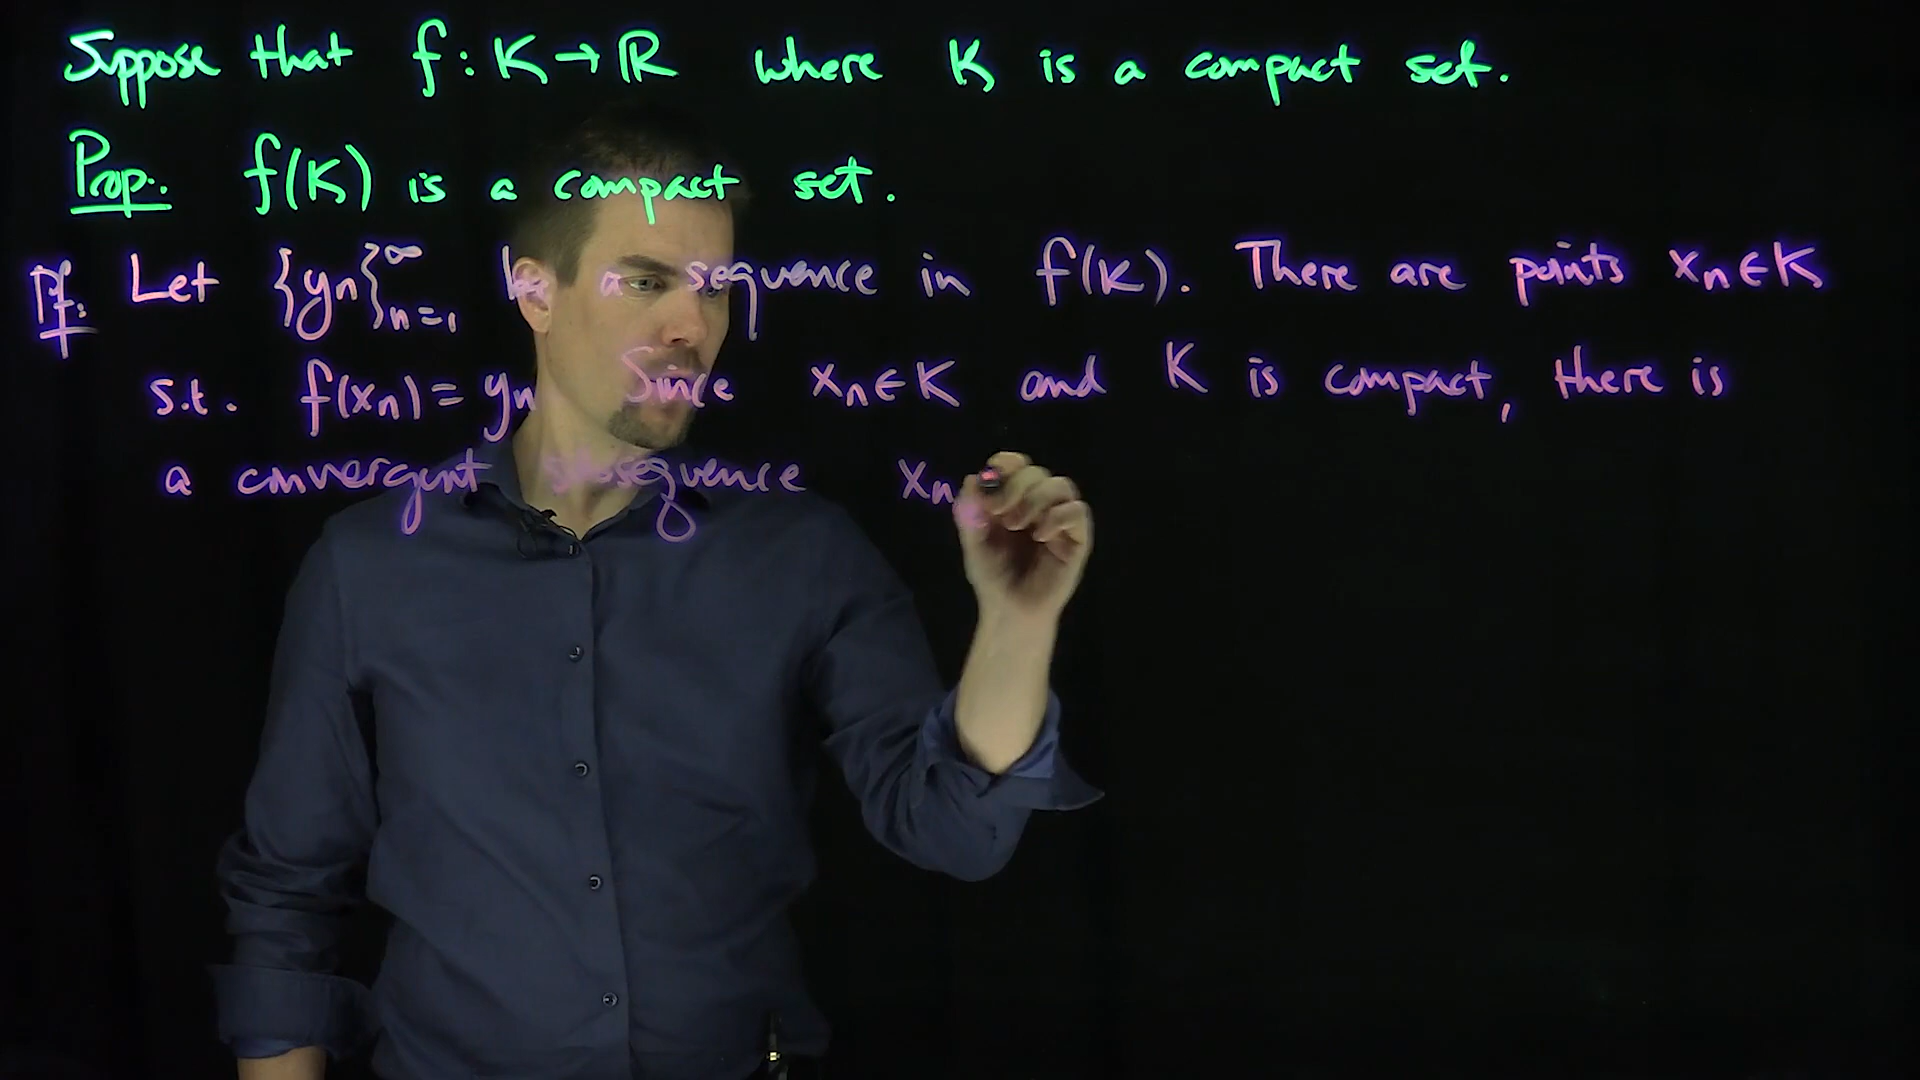 Suppose that f: K → ℝ where K is a compact set.
Prop.: f(K) is a compact set.
Pf: Let {yn}∞n=1 be a sequence in f(K). There are points xn ∈ K
s.t. f(xn) = yn Since xn ∈ K and K is compact, there is
a convergent subsequence xn